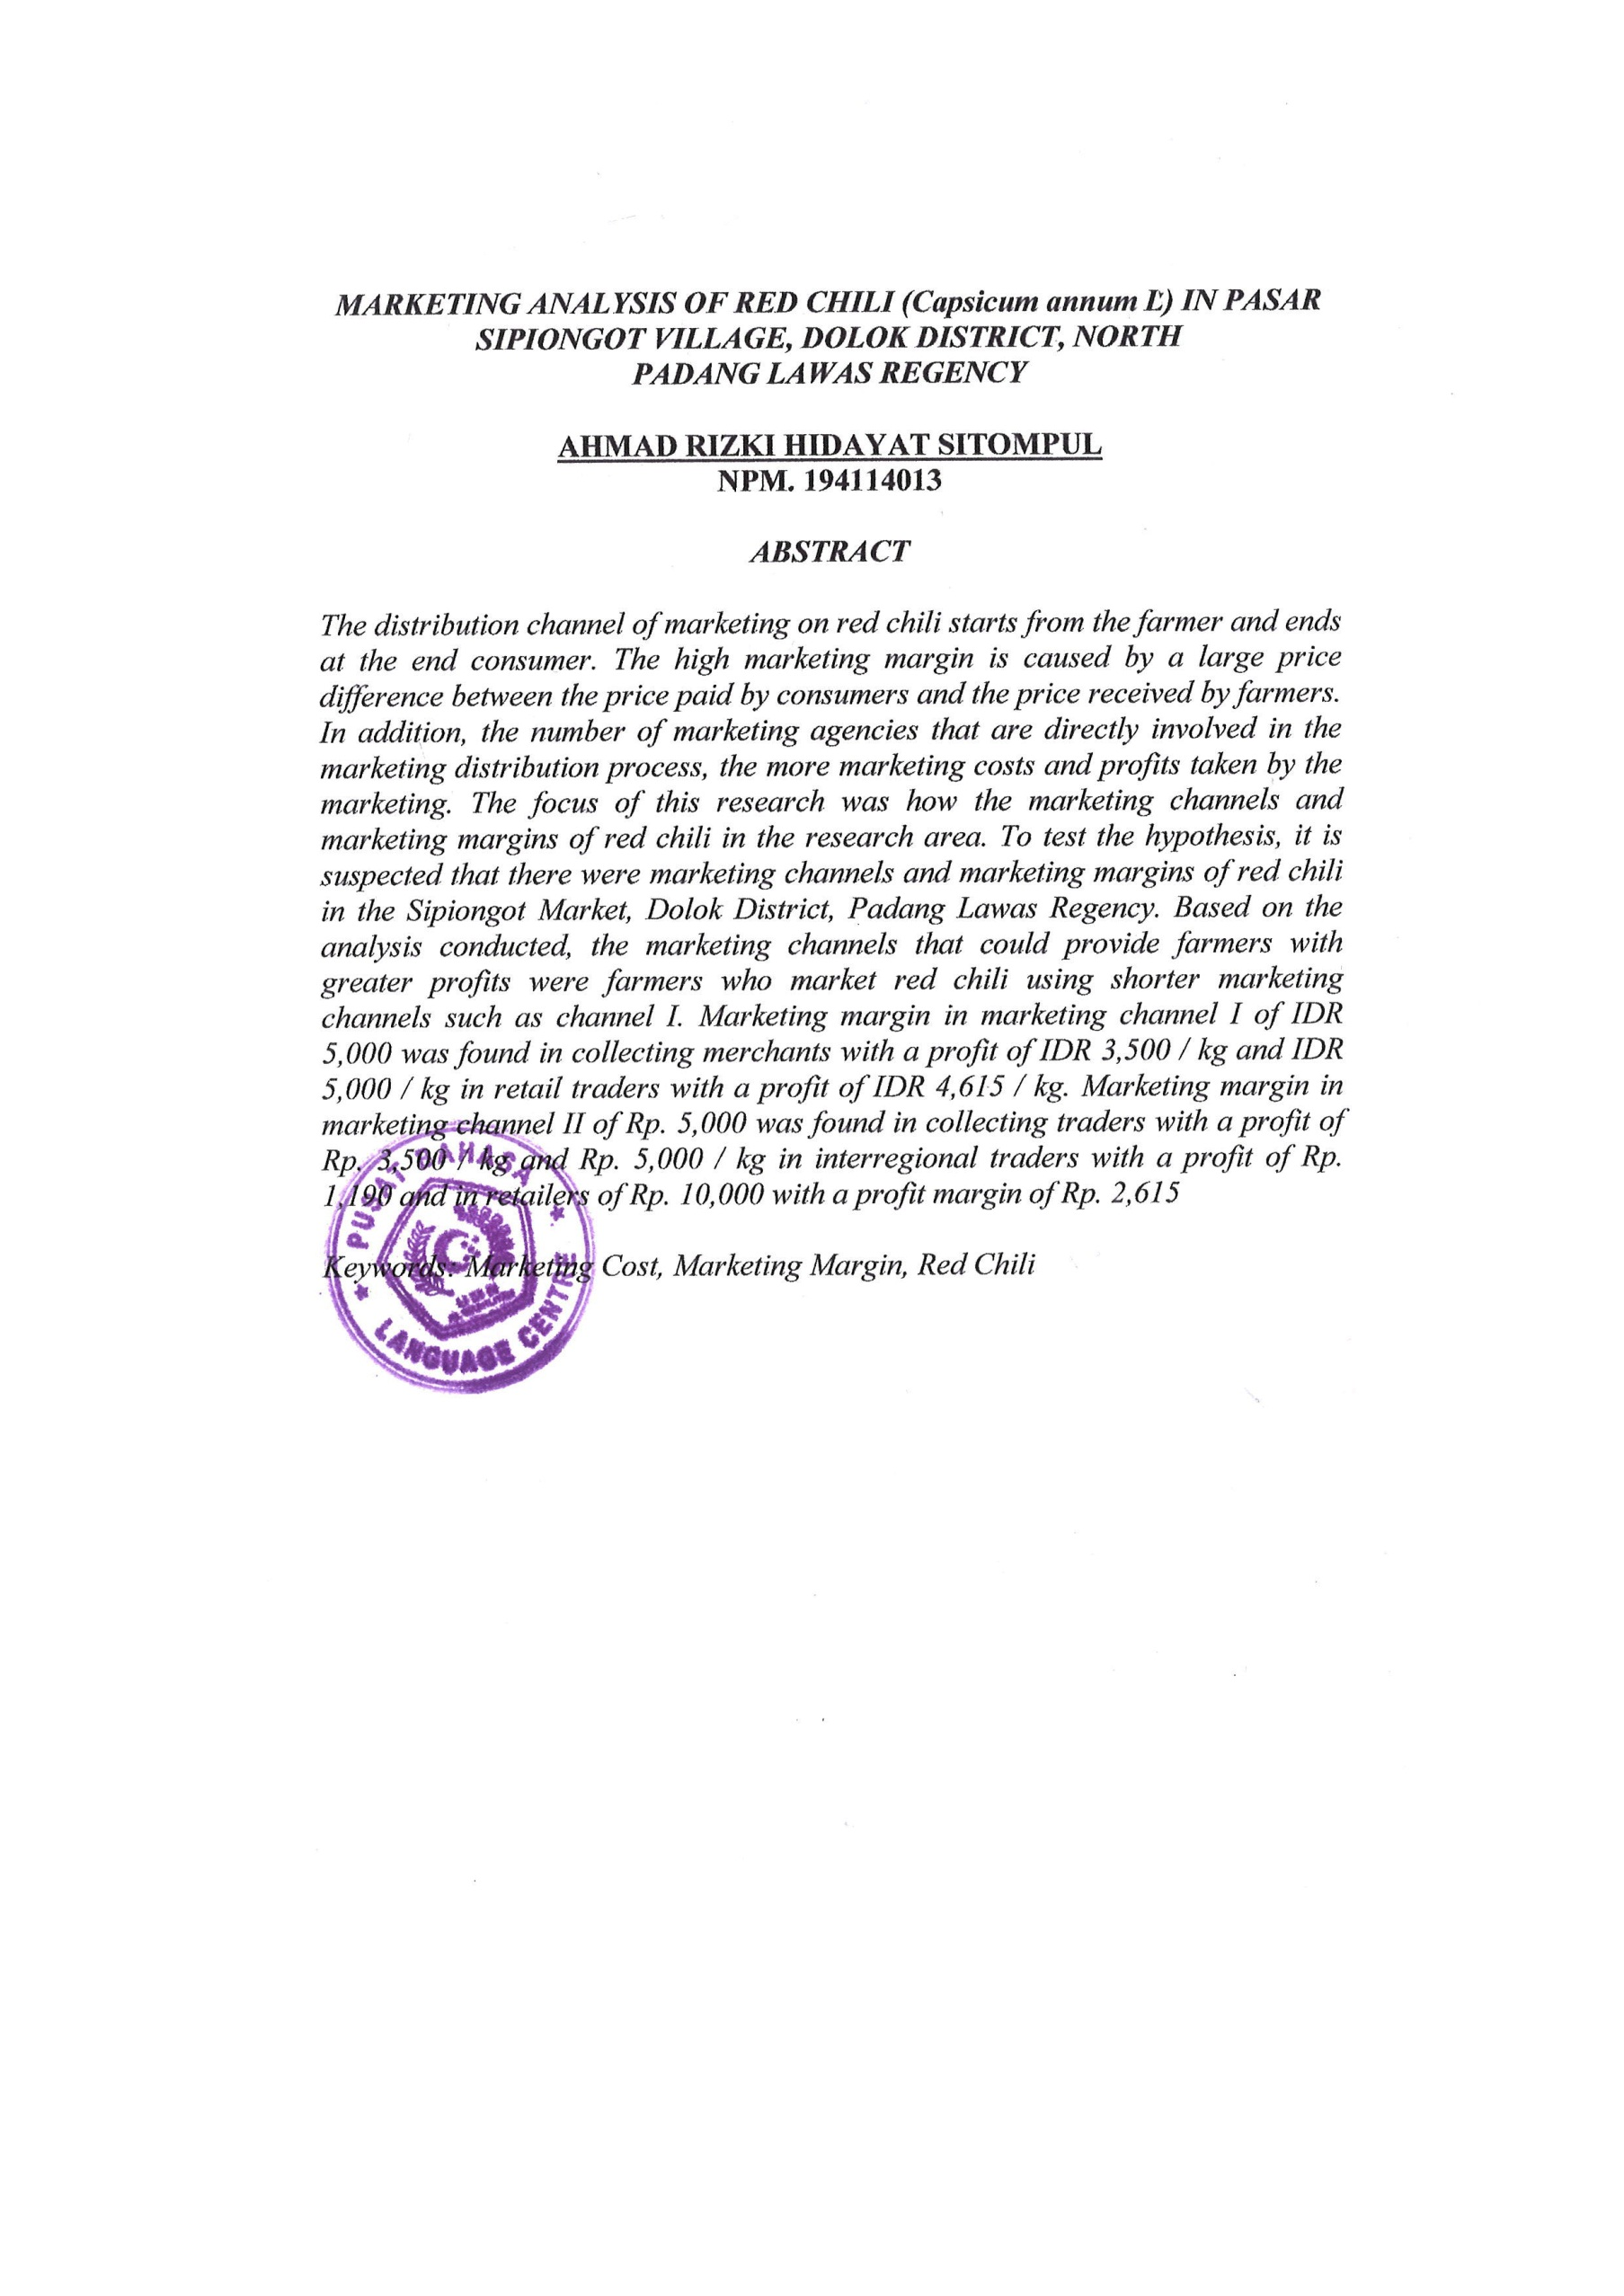 MARKETING ANALYSIS OF RED CHILI (Capsicum annum L) IN PASAR
SIPIONGOT VILLAGE, DOLOK DISTRICT, NORTH
PADANG LAWAS REGENCY
AHMAD RIZKI HIDAYAT SITOMPUL
NPM. 194114013
ABSTRACT
The distribution channel of marketing on red chili starts from the farmer and ends
at the end consumer. The high marketing margin is caused by a large price
difference between the price paid by consumers and the price received by farmers.
In addition, the number of marketing agencies that are directly involved in the
marketing distribution process, the more marketing costs and profits taken by the
marketing. The focus of this research was how the marketing channels and
marketing margins of red chili in the research area. To test the hypothesis, it is
suspected that there were marketing channels and marketing margins of red chili
in the Sipiongot Market, Dolok District, Padang Lawas Regency. Based on the
analysis conducted, the marketing channels that could provide farmers with
greater profits were farmers who market red chili using shorter marketing
channels such as channel I. Marketing margin in marketing channel I of IDR
5,000 was found in collecting merchants with a profit of IDR 3,500 / kg and IDR
5,000 / kg in retail traders with a profit of IDR 4,615 / kg. Marketing margin in
marketing channel II of Rp. 5,000 was found in collecting traders with a profit of
Rp. 3,500 / kg and Rp. 5,000 / kg in interregional traders with a profit of Rp.
1,190 and in retailers of Rp. 10,000 with a profit margin of Rp. 2,615
Keywords: Marketing Cost, Marketing Margin, Red Chili
PUSAT BAHASA
LANGUAGE CENTRE